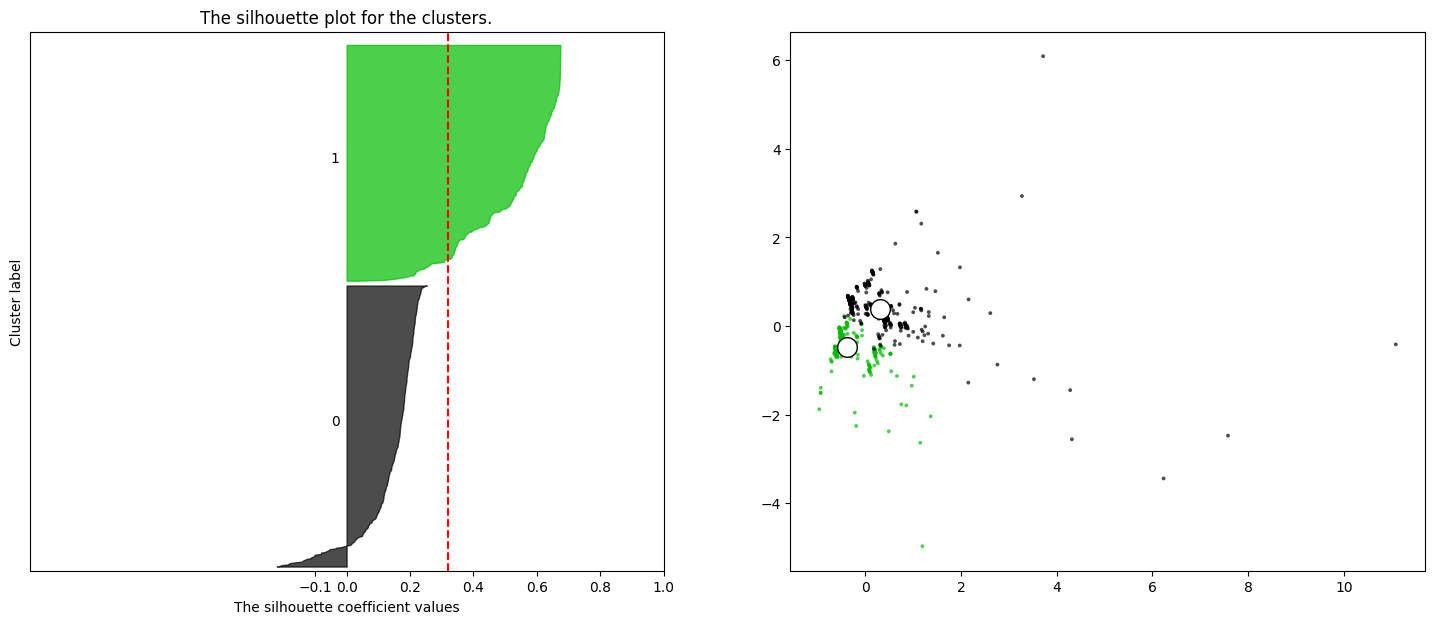 The silhouette plot for the clusters.
Cluster label
1
0
−0.1 0.0 0.2 0.4 0.6 0.8 1.0
The silhouette coefficient values
6
4
2
0
−2
−4
0 2 4 6 8 10